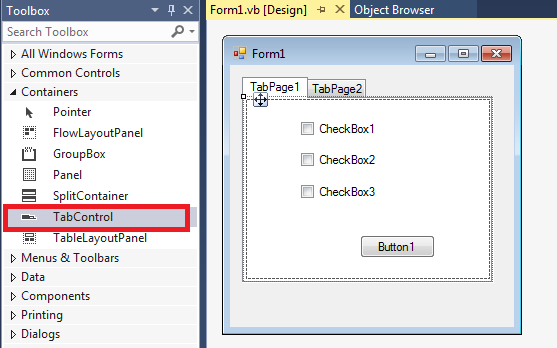 Toolbox
Search Toolbox
All Windows Forms
Common Controls
Containers
Pointer
FlowLayoutPanel
GroupBox
Panel
SplitContainer
TabControl
TableLayoutPanel
Menus & Toolbars
Data
Components
Printing
Dialogs
Form1.vb [Design]
Object Browser
Form1
TabPage1
TabPage2
CheckBox1
CheckBox2
CheckBox3
Button1